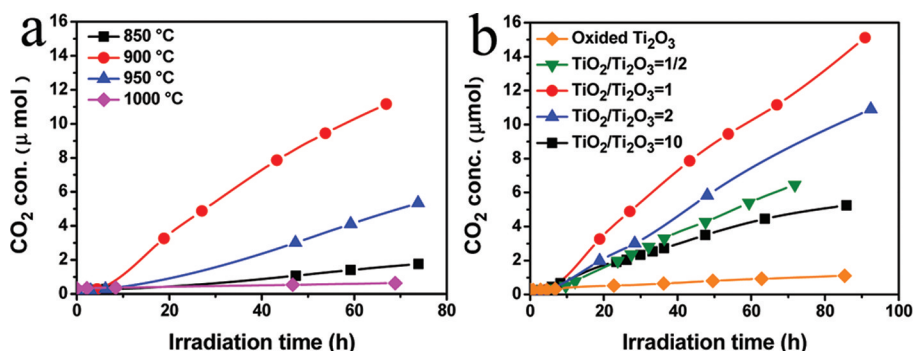 a
16
14
12
10
8
6
4
2
0
CO₂ con. (μ mol)
850 °C
900 °C
950 °C
1000 °C
0 20 40 60 80
Irradiation time (h)
b
16
14
12
10
8
6
4
2
0
CO₂ conc. (μmol)
Oxided Ti₂O₃
TiO₂/Ti₂O₃=1/2
TiO₂/Ti₂O₃=1
TiO₂/Ti₂O₃=2
TiO₂/Ti₂O₃=10
0 20 40 60 80 100
Irradiation time (h)